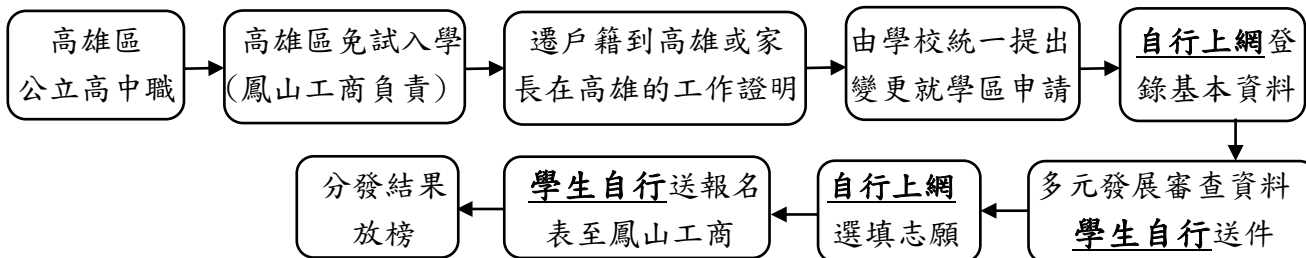 高雄區
公立高中職
高雄區免試入學
(鳳山工商負責)
遷戶籍到高雄或家
長在高雄的工作證明
由學校統一提出
變更就學區申請
自行上網登
錄基本資料
多元發展審查資料
學生自行送件
自行上網
選填志願
學生自行送報名
表至鳳山工商
分發結果
放榜